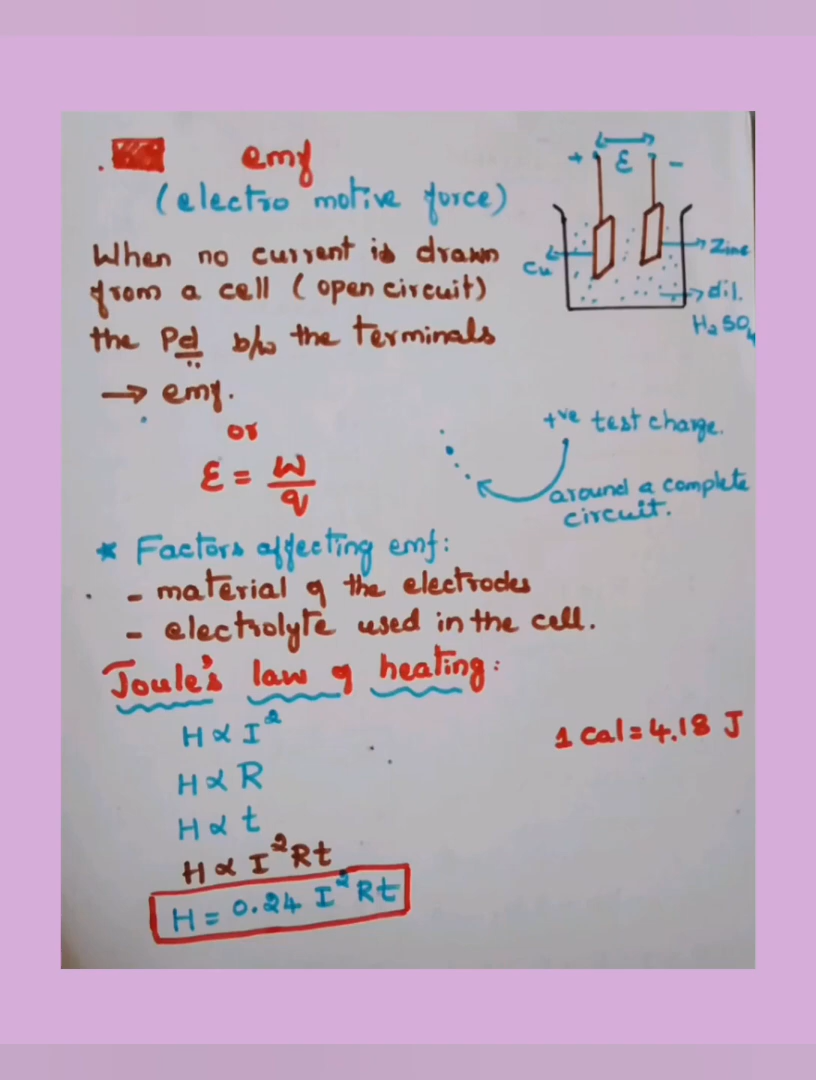 emf
(electro motive force)
When no current is drawn
from a cell (open circuit)
the Pd b/w the terminals
→ emf.
or
ε = W/q
+ ε -
Cu
Zinc
dil.
H₂SO₄
+ve test charge.
around a complete
circuit.
* Factors affecting emf:
- material of the electrodes
- electrolyte used in the cell.
Joule's law of heating:
H ∝ I²
H ∝ R
H ∝ t
H ∝ I²Rt
H = 0.24 I²Rt
1 Cal = 4.18 J